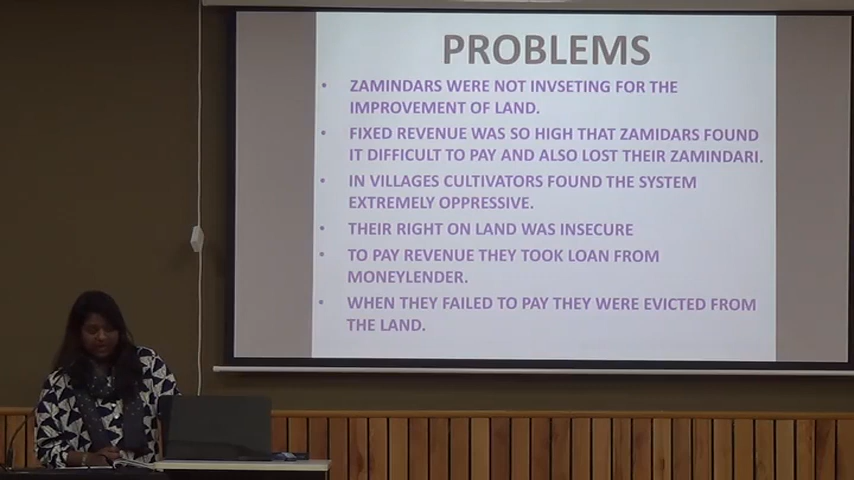 PROBLEMS
• ZAMINDARS WERE NOT INVSETING FOR THE
IMPROVEMENT OF LAND.
• FIXED REVENUE WAS SO HIGH THAT ZAMIDARS FOUND
IT DIFFICULT TO PAY AND ALSO LOST THEIR ZAMINDARI.
• IN VILLAGES CULTIVATORS FOUND THE SYSTEM
EXTREMELY OPPRESSIVE.
• THEIR RIGHT ON LAND WAS INSECURE
• TO PAY REVENUE THEY TOOK LOAN FROM
MONEYLENDER.
• WHEN THEY FAILED TO PAY THEY WERE EVICTED FROM
THE LAND.